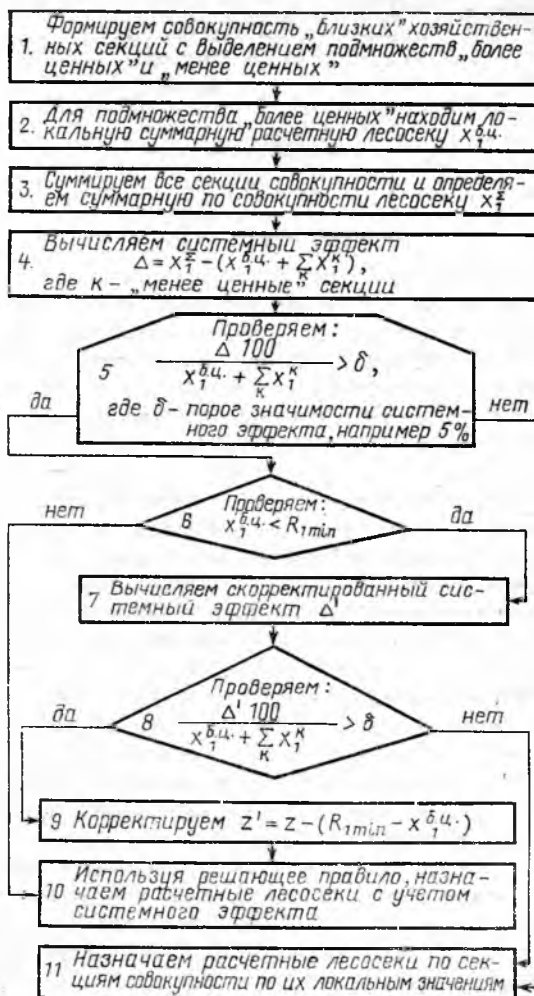 Формируем совокупность „близких" хозяйствен-
1. ных секций с выделением подмножеств „более
ценных" и „менее ценных"
2. Для подмножества „более ценных" находим ло-
кальную суммарную расчетную лесосеку x₁^б.ц.
3. Суммируем все секции совокупности и определя-
ем суммарную по совокупности лесосеку x₁^Σ
Вычисляем системный эффект
4. Δ = x₁^Σ − (x₁^б.ц. + Σ_к x₁^к),
где к – „менее ценные" секции
Проверяем:
5 Δ 100 / (x₁^б.ц. + Σ_к x₁^к) > δ,
где δ – порог значимости систем-
ного эффекта, например 5%
да
нет
Проверяем:
6 x₁^б.ц. < R₁min
нет
да
7 Вычисляем скорректированный сис-
темный эффект Δ'
Проверяем:
8 Δ' 100 / (x₁^б.ц. + Σ_к x₁^к) > δ
да
нет
9 Корректируем z' = z − (R₁min − x₁^б.ц.)
Используя решающее правило, назна-
10 чаем расчетные лесосеки с учетом
системного эффекта
11 Назначаем расчетные лесосеки по сек-
циям совокупности по их локальным значениям